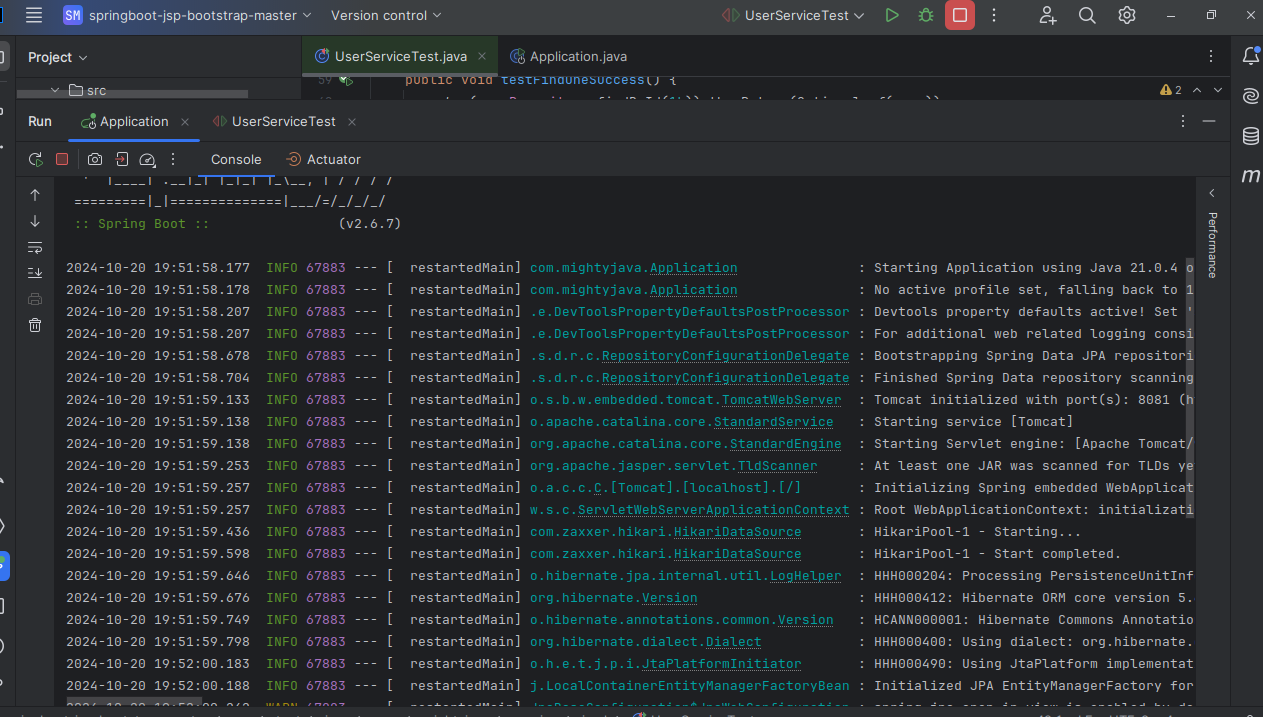 SM springboot-jsp-bootstrap-master Version control UserServiceTest
Project UserServiceTest.java Application.java
src 59 public void testFindOneSuccess() {
2
Run Application UserServiceTest
Console Actuator
Performance
=========|_|==============|___/=/_/_/_/
:: Spring Boot :: (v2.6.7)
2024-10-20 19:51:58.177 INFO 67883 --- [ restartedMain] com.mightyjava.Application : Starting Application using Java 21.0.4 o
2024-10-20 19:51:58.178 INFO 67883 --- [ restartedMain] com.mightyjava.Application : No active profile set, falling back to 1
2024-10-20 19:51:58.207 INFO 67883 --- [ restartedMain] .e.DevToolsPropertyDefaultsPostProcessor : Devtools property defaults active! Set '
2024-10-20 19:51:58.207 INFO 67883 --- [ restartedMain] .e.DevToolsPropertyDefaultsPostProcessor : For additional web related logging consi
2024-10-20 19:51:58.678 INFO 67883 --- [ restartedMain] .s.d.r.c.RepositoryConfigurationDelegate : Bootstrapping Spring Data JPA repositori
2024-10-20 19:51:58.704 INFO 67883 --- [ restartedMain] .s.d.r.c.RepositoryConfigurationDelegate : Finished Spring Data repository scanning
2024-10-20 19:51:59.133 INFO 67883 --- [ restartedMain] o.s.b.w.embedded.tomcat.TomcatWebServer : Tomcat initialized with port(s): 8081 (h
2024-10-20 19:51:59.138 INFO 67883 --- [ restartedMain] o.apache.catalina.core.StandardService : Starting service [Tomcat]
2024-10-20 19:51:59.138 INFO 67883 --- [ restartedMain] org.apache.catalina.core.StandardEngine : Starting Servlet engine: [Apache Tomcat/
2024-10-20 19:51:59.253 INFO 67883 --- [ restartedMain] org.apache.jasper.servlet.TldScanner : At least one JAR was scanned for TLDs ye
2024-10-20 19:51:59.257 INFO 67883 --- [ restartedMain] o.a.c.c.C.[Tomcat].[localhost].[/] : Initializing Spring embedded WebApplicat
2024-10-20 19:51:59.257 INFO 67883 --- [ restartedMain] w.s.c.ServletWebServerApplicationContext : Root WebApplicationContext: initializati
2024-10-20 19:51:59.436 INFO 67883 --- [ restartedMain] com.zaxxer.hikari.HikariDataSource : HikariPool-1 - Starting...
2024-10-20 19:51:59.598 INFO 67883 --- [ restartedMain] com.zaxxer.hikari.HikariDataSource : HikariPool-1 - Start completed.
2024-10-20 19:51:59.646 INFO 67883 --- [ restartedMain] o.hibernate.jpa.internal.util.LogHelper : HHH000204: Processing PersistenceUnitInf
2024-10-20 19:51:59.676 INFO 67883 --- [ restartedMain] org.hibernate.Version : HHH000412: Hibernate ORM core version 5.
2024-10-20 19:51:59.749 INFO 67883 --- [ restartedMain] o.hibernate.annotations.common.Version : HCANN000001: Hibernate Commons Annotatio
2024-10-20 19:51:59.798 INFO 67883 --- [ restartedMain] org.hibernate.dialect.Dialect : HHH000400: Using dialect: org.hibernate.
2024-10-20 19:52:00.183 INFO 67883 --- [ restartedMain] o.h.e.t.j.p.i.JtaPlatformInitiator : HHH000490: Using JtaPlatform implementat
2024-10-20 19:52:00.188 INFO 67883 --- [ restartedMain] j.LocalContainerEntityManagerFactoryBean : Initialized JPA EntityManagerFactory for